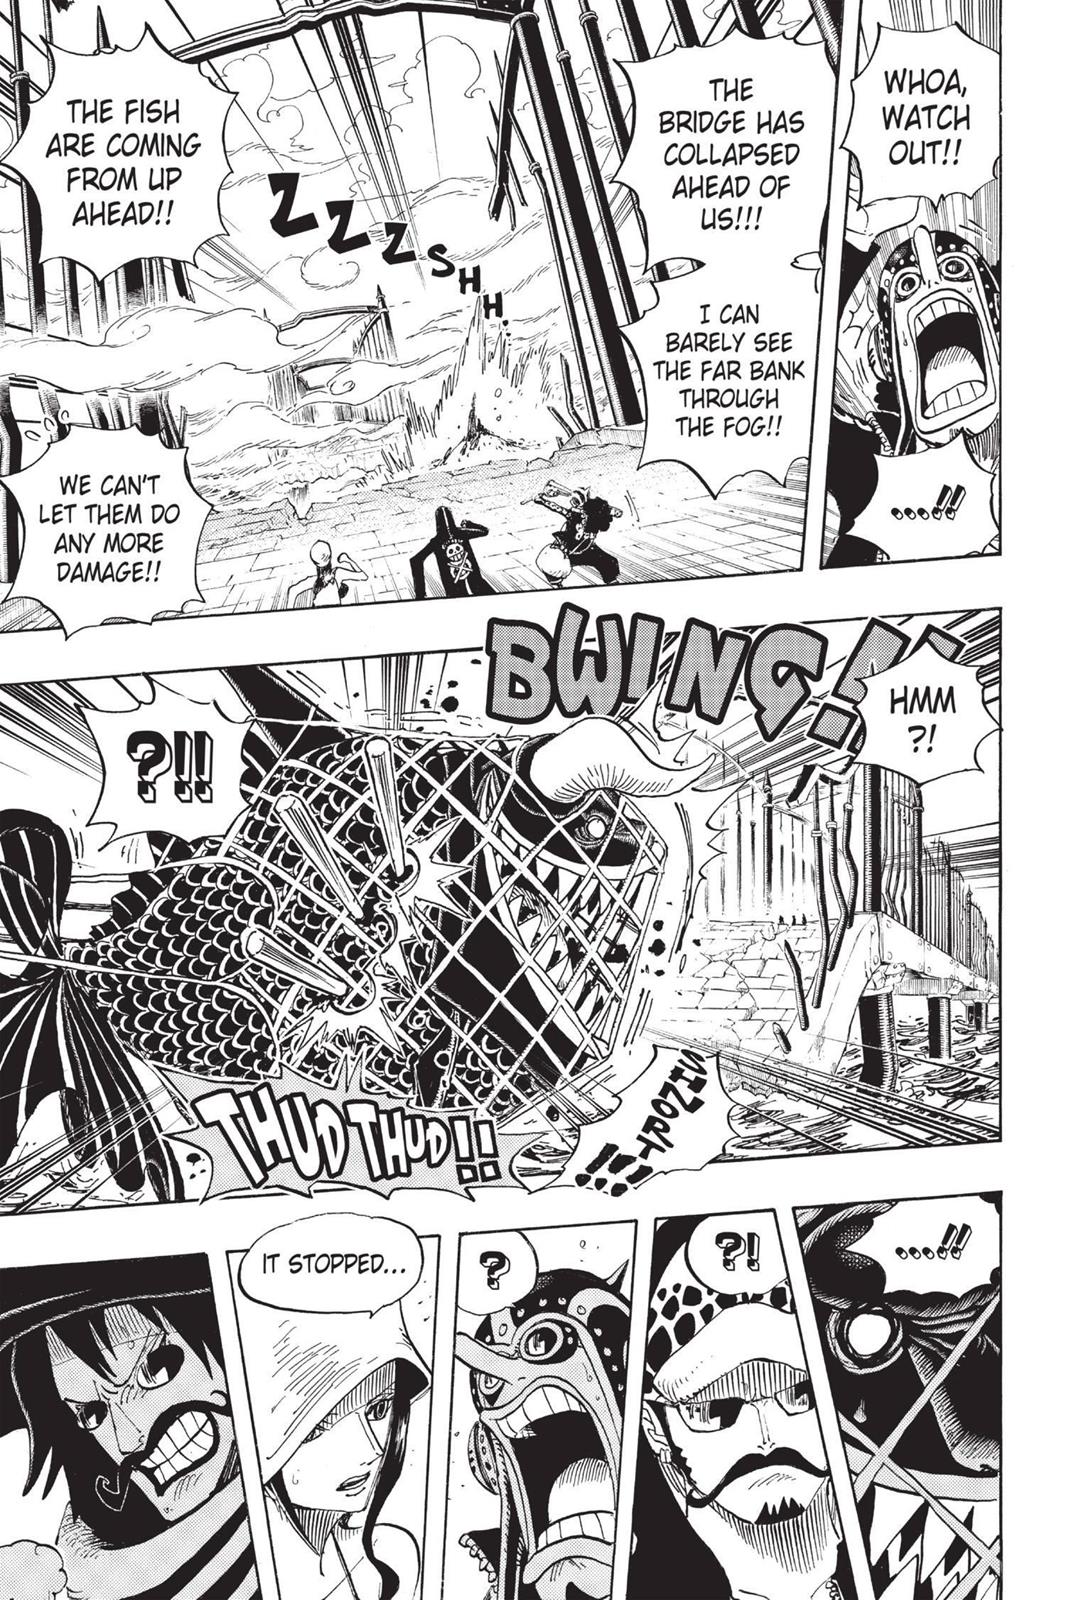 WHOA,
WATCH
OUT!!
....!!
THE
BRIDGE HAS
COLLAPSED
AHEAD OF
US!!!
I CAN
BARELY SEE
THE FAR BANK
THROUGH
THE FOG!!
ZZZSHH.
THE FISH
ARE COMING
FROM UP
AHEAD!!
WE CAN'T
LET THEM DO
ANY MORE
DAMAGE!!
BWING!!
HMM
?!
?!!
SHNORT!!!
THUD THUD!!
....!!
?!
?
IT STOPPED...